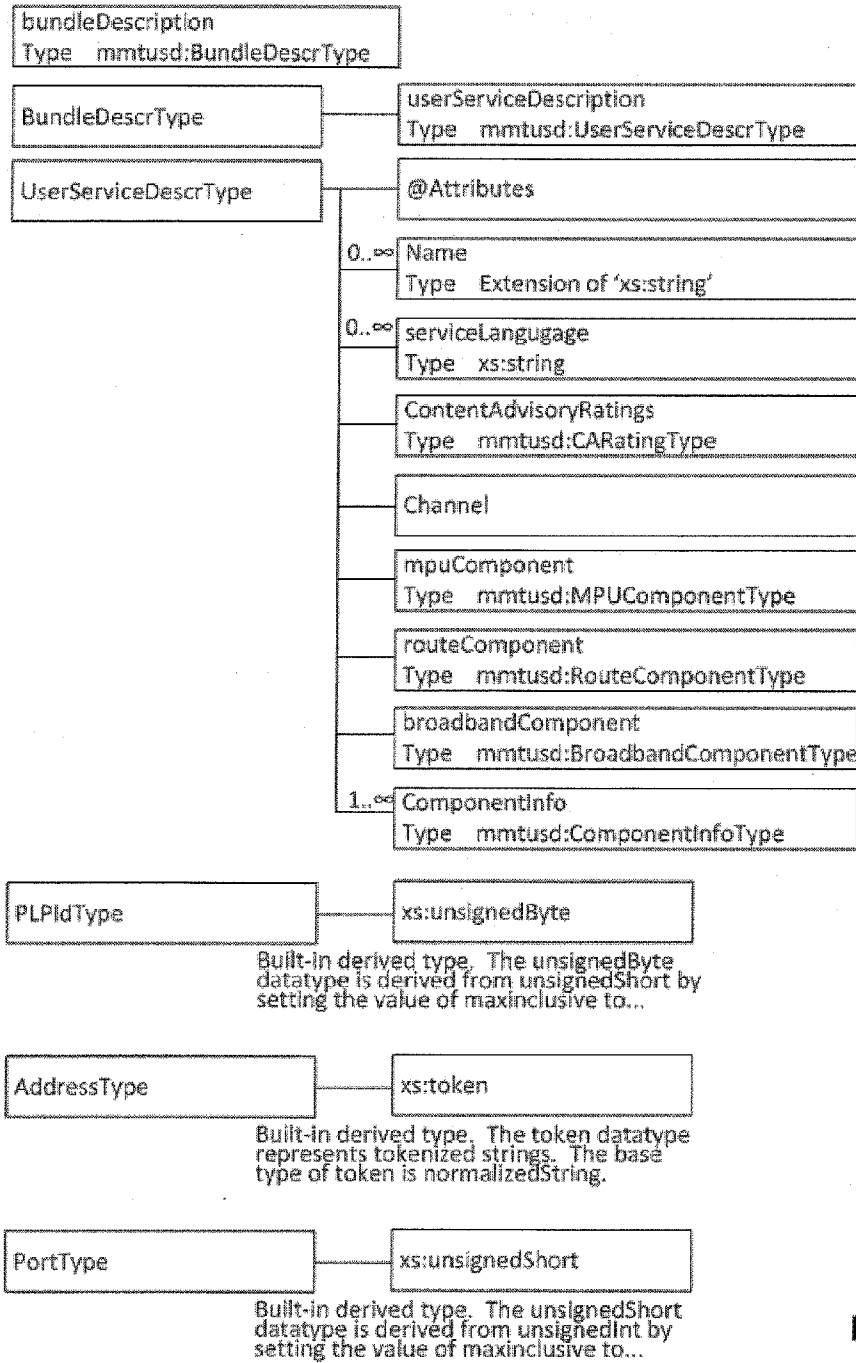 bundleDescription
Type mmtusd:BundleDescrType
BundleDescrType
userServiceDescription
Type mmtusd:UserServiceDescrType
UserServiceDescrType
@Attributes
0..∞
Name
Type Extension of ‘xs:string’
0..∞
serviceLangugage
Type xs:string
ContentAdvisoryRatings
Type mmtusd:CARatingType
Channel
mpuComponent
Type mmtusd:MPUComponentType
routeComponent
Type mmtusd:RouteComponentType
broadbandComponent
Type mmtusd:BroadbandComponentType
1..∞
ComponentInfo
Type mmtusd:ComponentInfoType
PLPIdType
xs:unsignedByte
Built-in derived type. The unsignedByte
datatype is derived from unsignedShort by
setting the value of maxinclusive to...
AddressType
xs:token
Built-in derived type. The token datatype
represents tokenized strings. The base
type of token is normalizedString.
PortType
xs:unsignedShort
Built-in derived type. The unsignedShort
datatype is derived from unsignedInt by
setting the value of maxinclusive to...